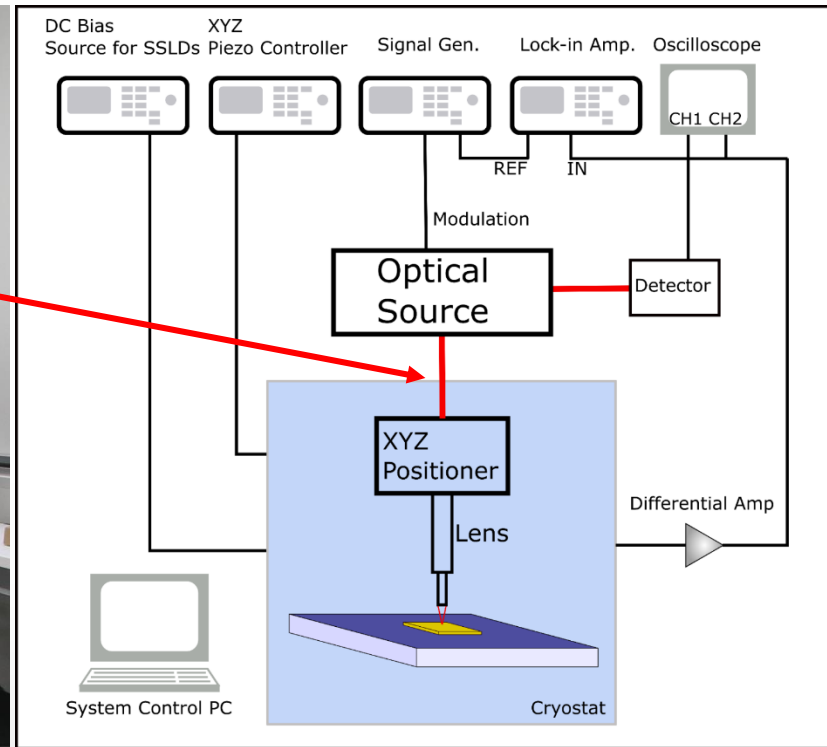 DC Bias
Source for SSLDs
XYZ
Piezo Controller
Signal Gen.
Lock-in Amp.
Oscilloscope
CH1 CH2
REF
IN
Modulation
Optical
Source
Detector
XYZ
Positioner
Differential Amp
Lens
System Control PC
Cryostat